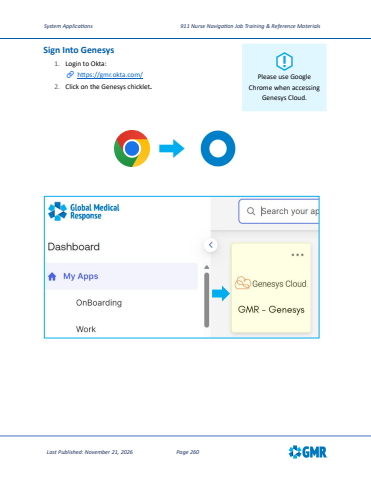 System Applications
911 Nurse Navigation Job Training & Reference Materials
Sign Into Genesys
1. Login to Okta:
https://gmr.okta.com/
2. Click on the Genesys chicklet.
Please use Google
Chrome when accessing
Genesys Cloud.
Global Medical
Response
Search your ap
Dashboard
My Apps
OnBoarding
Work
Genesys Cloud
GMR - Genesys
Last Published: November 21, 2026
Page 260
GMR